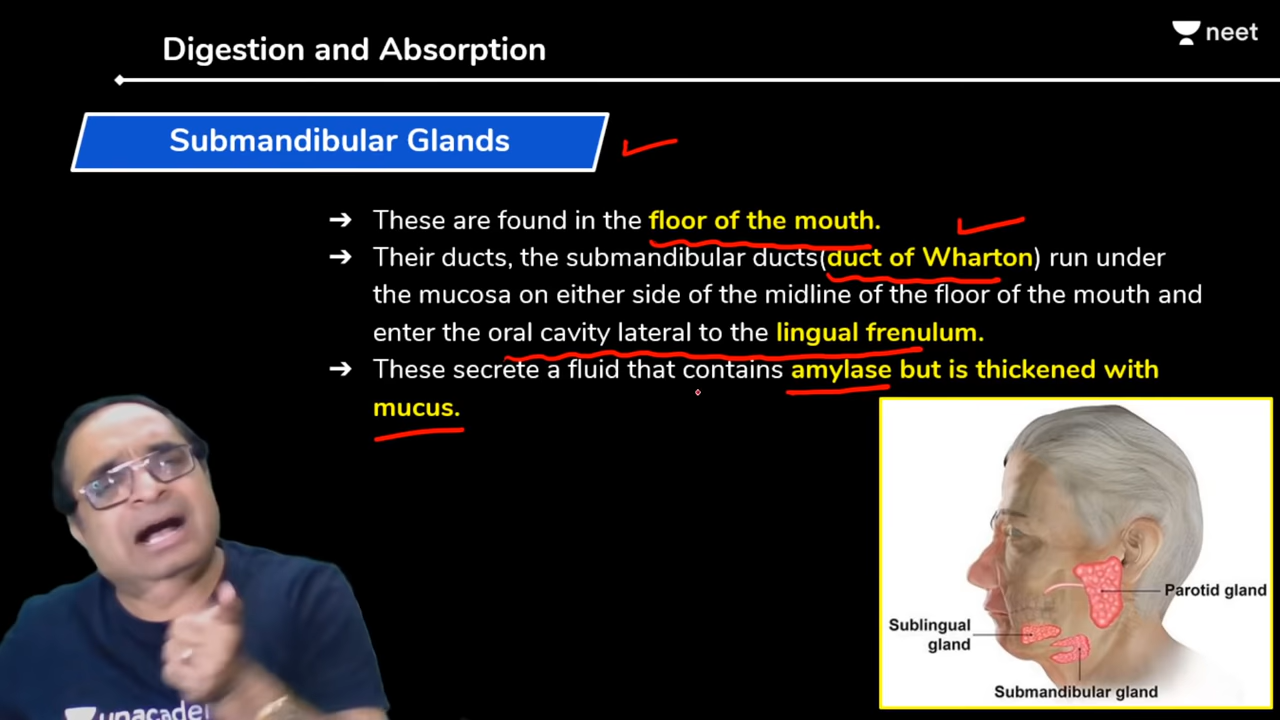 Digestion and Absorption
neet
Submandibular Glands
➔ These are found in the floor of the mouth.
➔ Their ducts, the submandibular ducts(duct of Wharton) run under
the mucosa on either side of the midline of the floor of the mouth and
enter the oral cavity lateral to the lingual frenulum.
➔ These secrete a fluid that contains amylase but is thickened with
mucus.
Parotid gland
Sublingual
gland
Submandibular gland